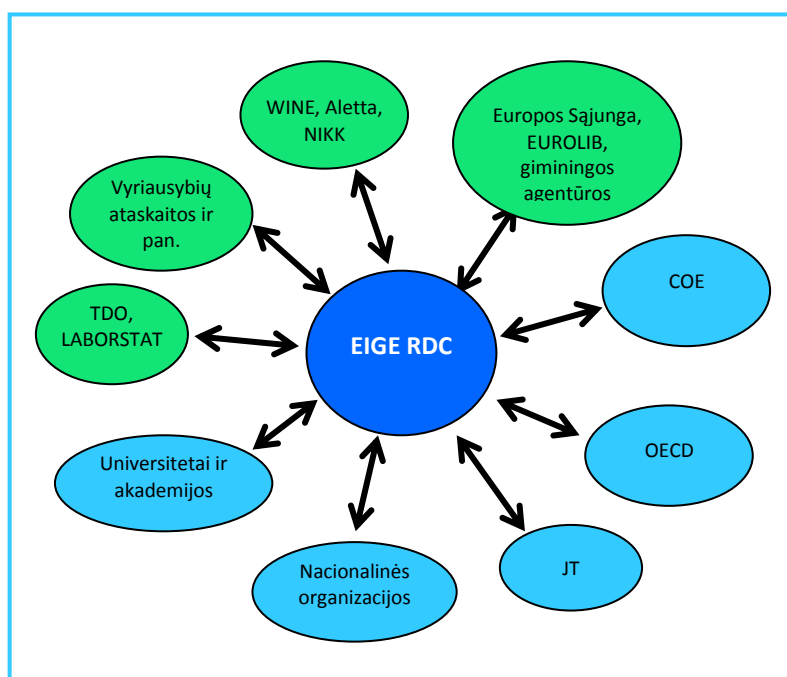 WINE, Aletta,
NIKK
Europos Sąjunga,
EUROLIB,
giminingos
agentūros
Vyriausybių
ataskaitos ir
pan.
COE
TDO,
LABORSTAT
EIGE RDC
OECD
Universitetai ir
akademijos
JT
Nacionalinės
organizacijos